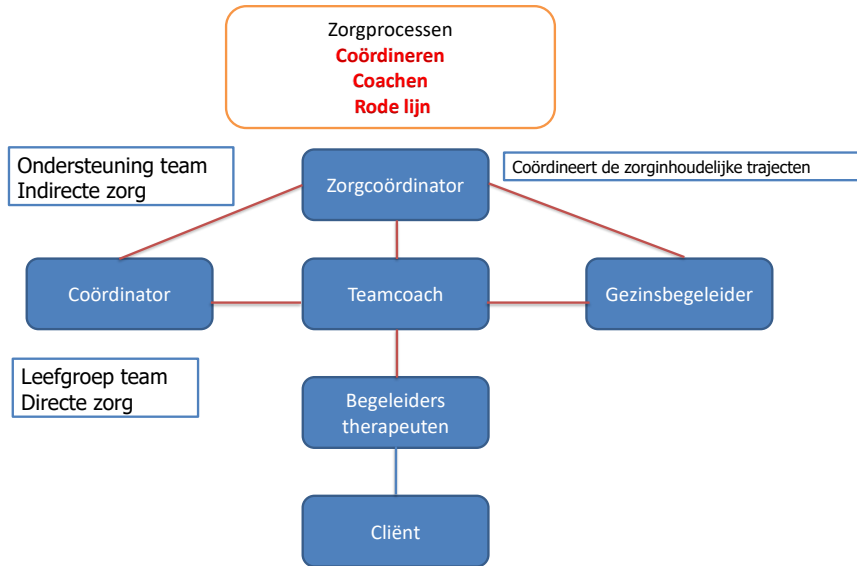 Zorgprocessen
Coördineren
Coachen
Rode lijn
Ondersteuning team
Indirecte zorg
Zorgcoördinator
Coördineert de zorginhoudelijke trajecten
Coördinator
Teamcoach
Gezinsbegeleider
Leefgroep team
Directe zorg
Begeleiders
therapeuten
Cliënt